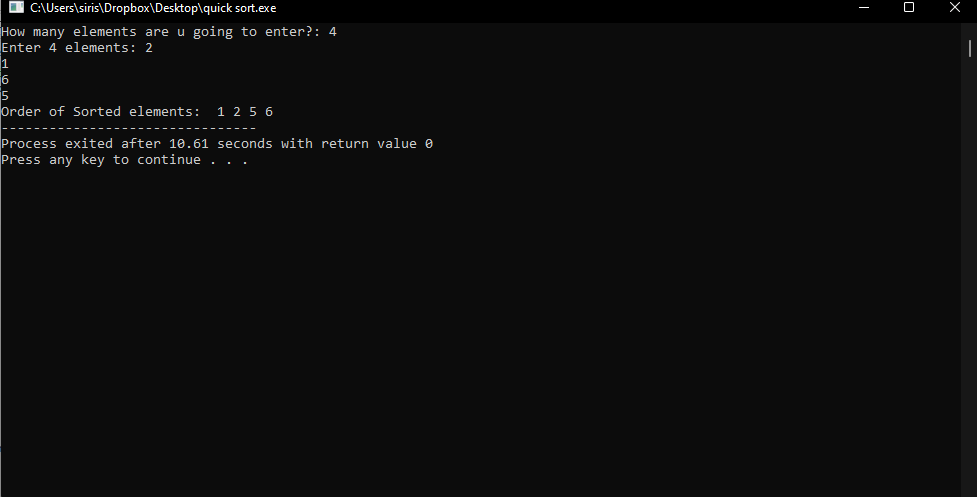 C:\Users\siris\Dropbox\Desktop\quick sort.exe
How many elements are u going to enter?: 4
Enter 4 elements: 2
1
6
5
Order of Sorted elements:  1 2 5 6
--------------------------------
Process exited after 10.61 seconds with return value 0
Press any key to continue . . .